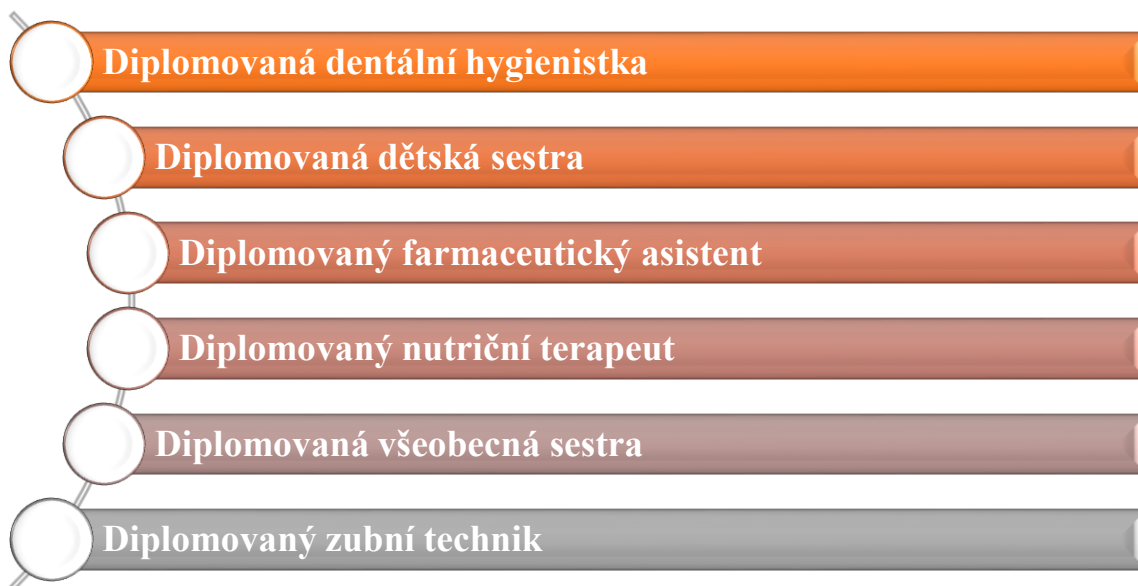 Diplomovaná dentální hygienistka
Diplomovaná dětská sestra
Diplomovaný farmaceutický asistent
Diplomovaný nutriční terapeut
Diplomovaná všeobecná sestra
Diplomovaný zubní technik